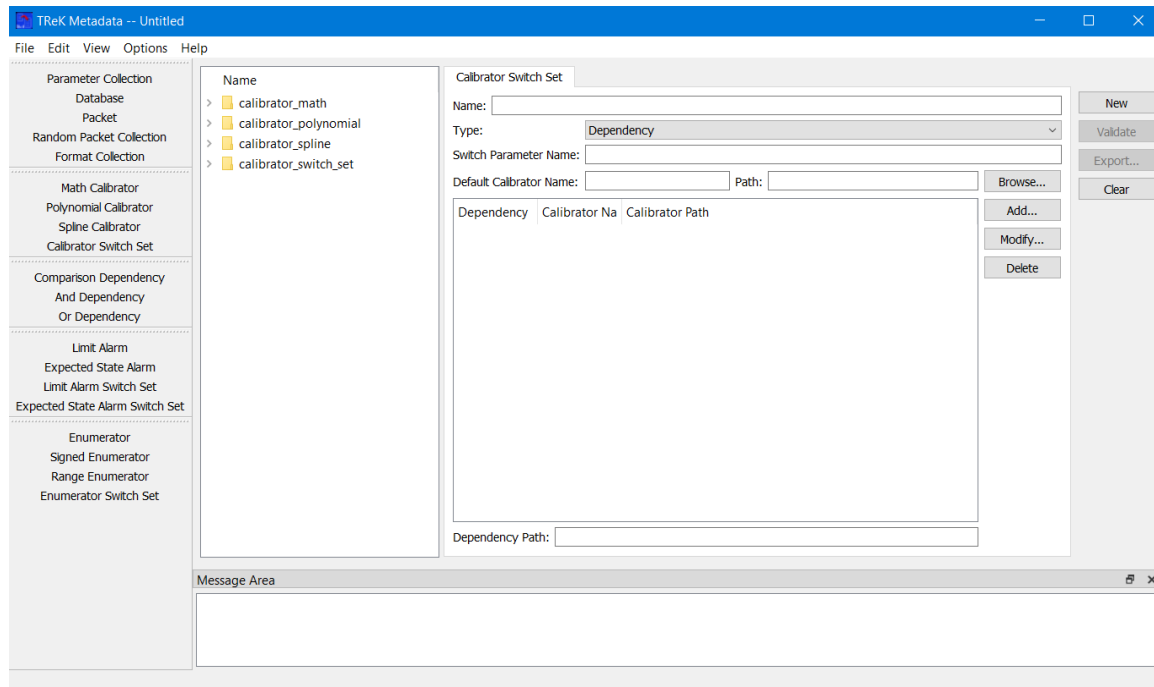 TReK Metadata -- Untitled
File Edit View Options Help
Parameter Collection
Database
Packet
Random Packet Collection
Format Collection
Math Calibrator
Polynomial Calibrator
Spline Calibrator
Calibrator Switch Set
Comparison Dependency
And Dependency
Or Dependency
Limit Alarm
Expected State Alarm
Limit Alarm Switch Set
Expected State Alarm Switch Set
Enumerator
Signed Enumerator
Range Enumerator
Enumerator Switch Set
Name
calibrator_math
calibrator_polynomial
calibrator_spline
calibrator_switch_set
Calibrator Switch Set
Name:
Type: Dependency
Switch Parameter Name:
Default Calibrator Name: Path: Browse...
Dependency Calibrator Na Calibrator Path
Add...
Modify...
Delete
Dependency Path:
New
Validate
Export...
Clear
Message Area